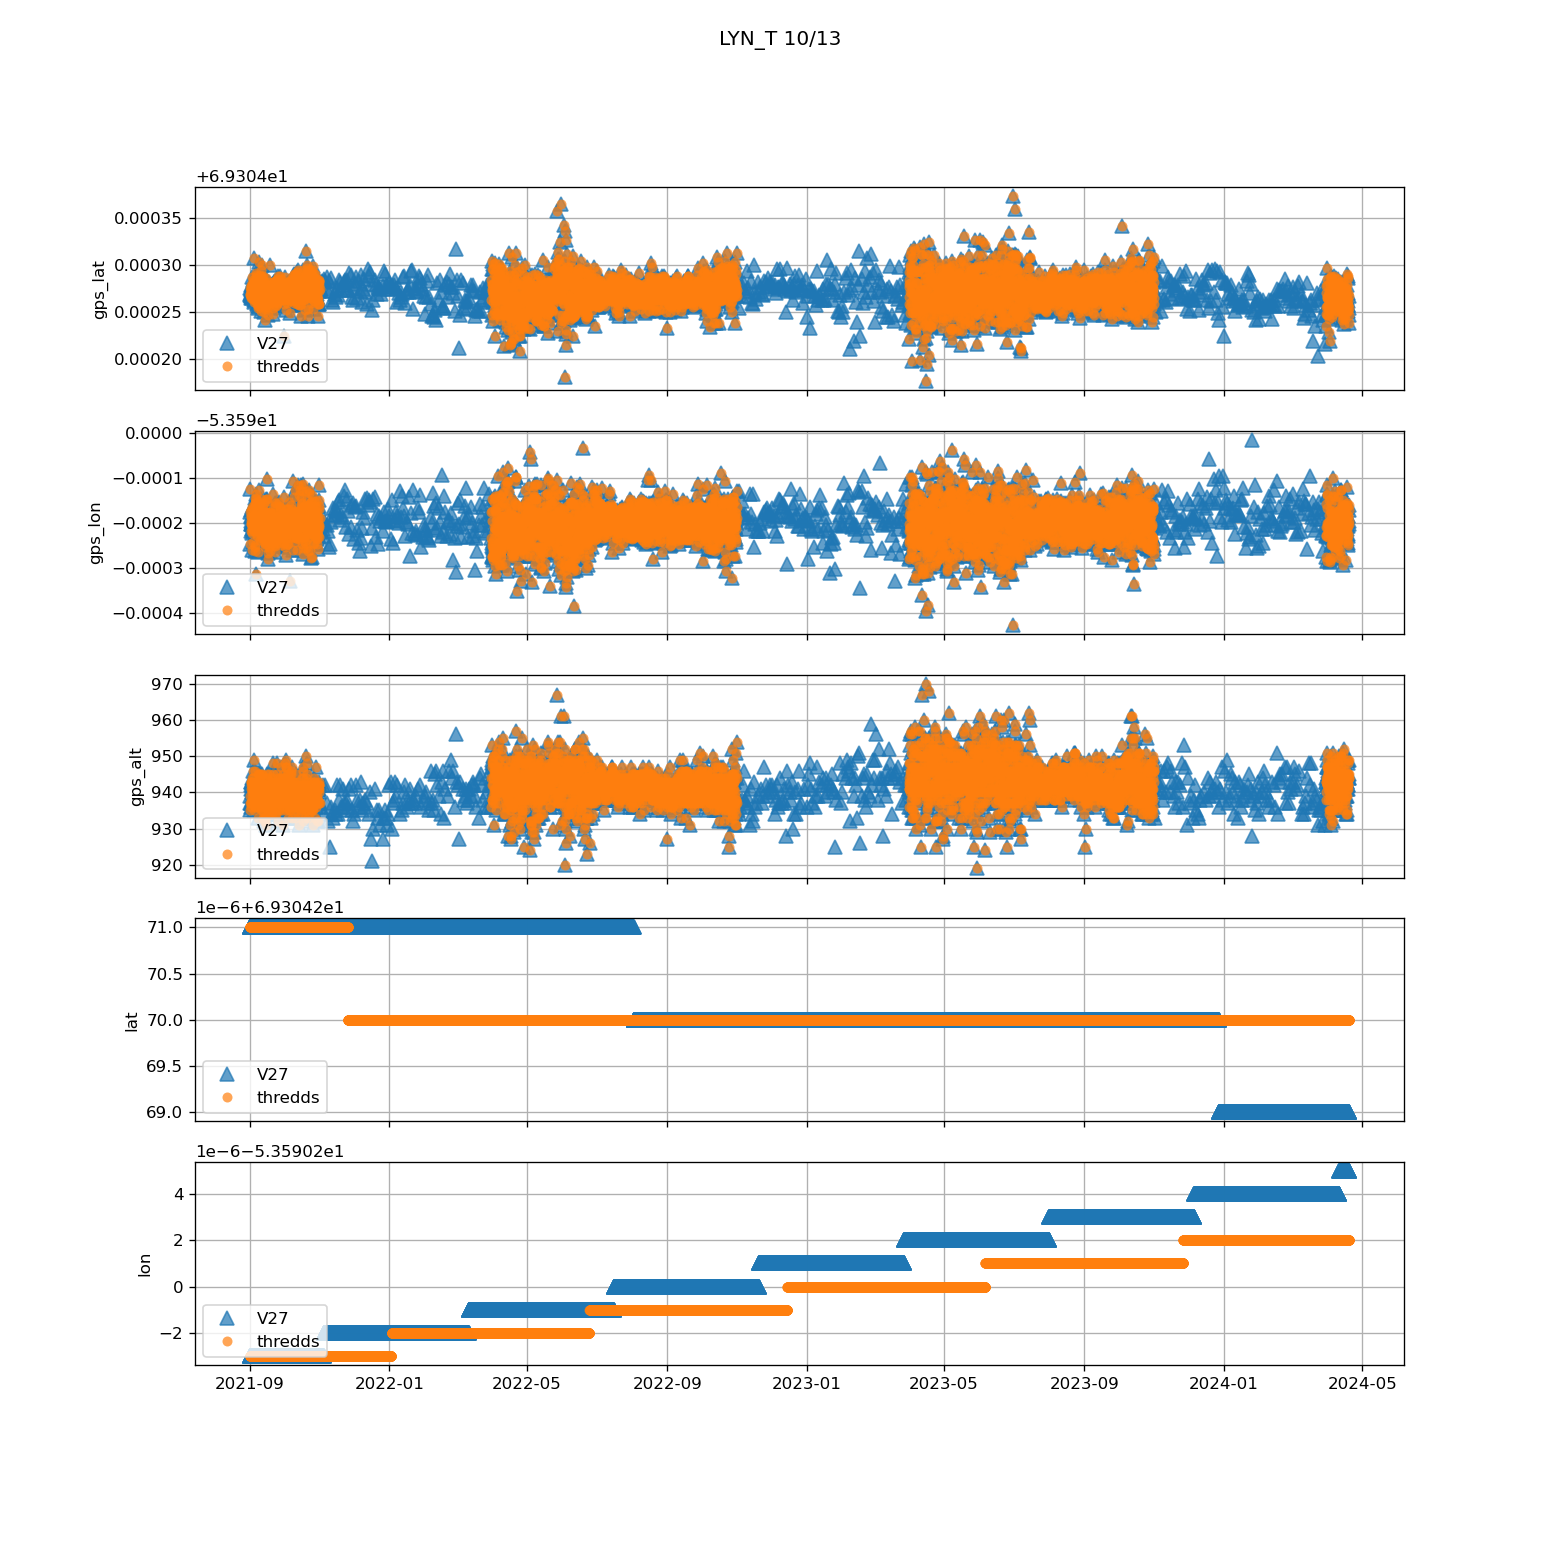 LYN_T 10/13
+6.9304e1
0.00035
0.00030
0.00025
0.00020
gps_lat
V27
thredds
−5.359e1
0.0000
−0.0001
−0.0002
−0.0003
−0.0004
gps_lon
V27
thredds
970
960
950
940
930
920
gps_alt
V27
thredds
1e−6+6.93042e1
71.0
70.5
70.0
69.5
69.0
lat
V27
thredds
1e−6−5.35902e1
4
2
0
−2
lon
V27
thredds
2021-09 2022-01 2022-05 2022-09 2023-01 2023-05 2023-09 2024-01 2024-05